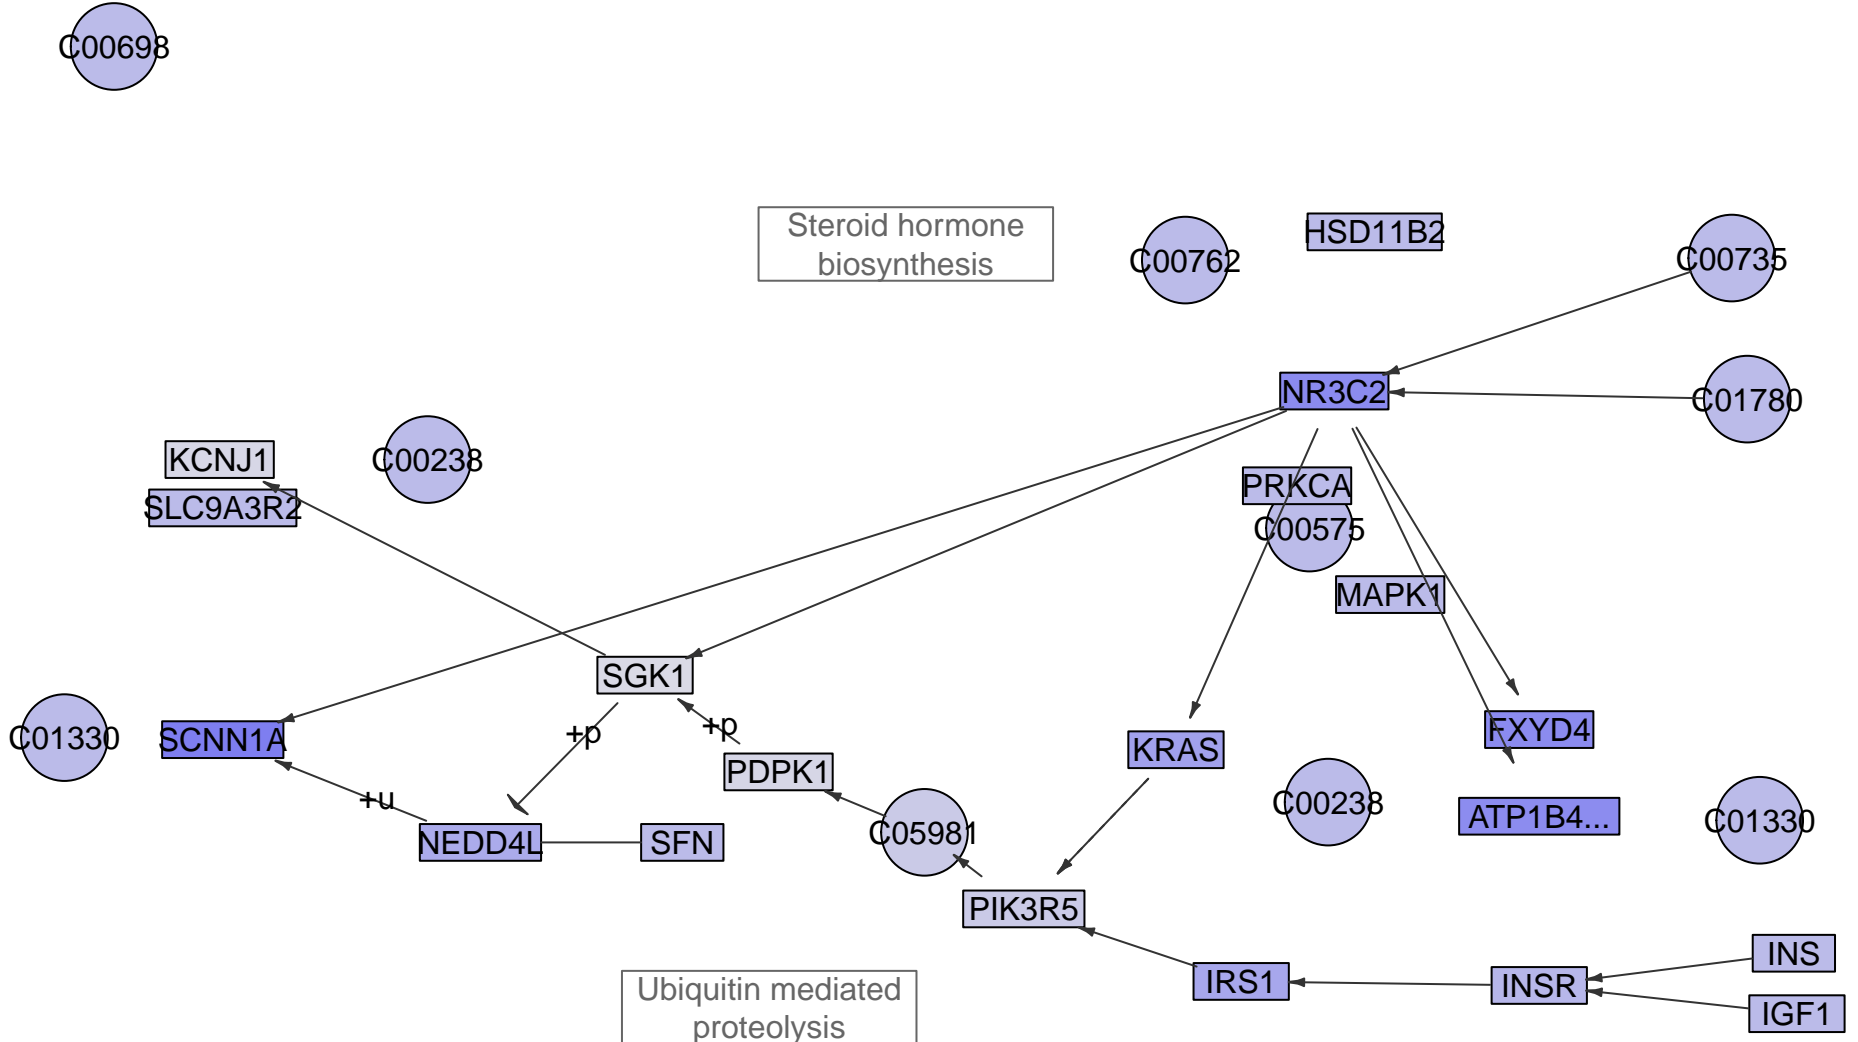 C00698
Steroid hormone
biosynthesis
C00762
HSD11B2
C00735
NR3C2
C01780
KCNJ1
C00238
SLC9A3R2
PRKCA
C00575
MAPK1
SGK1
C01330
SCNN1A
+p
+p
FXYD4
KRAS
PDPK1
C00238
+u
ATP1B4...
C01330
NEDD4L
SFN
C05981
PIK3R5
INS
IRS1
INSR
Ubiquitin mediated
proteolysis
IGF1